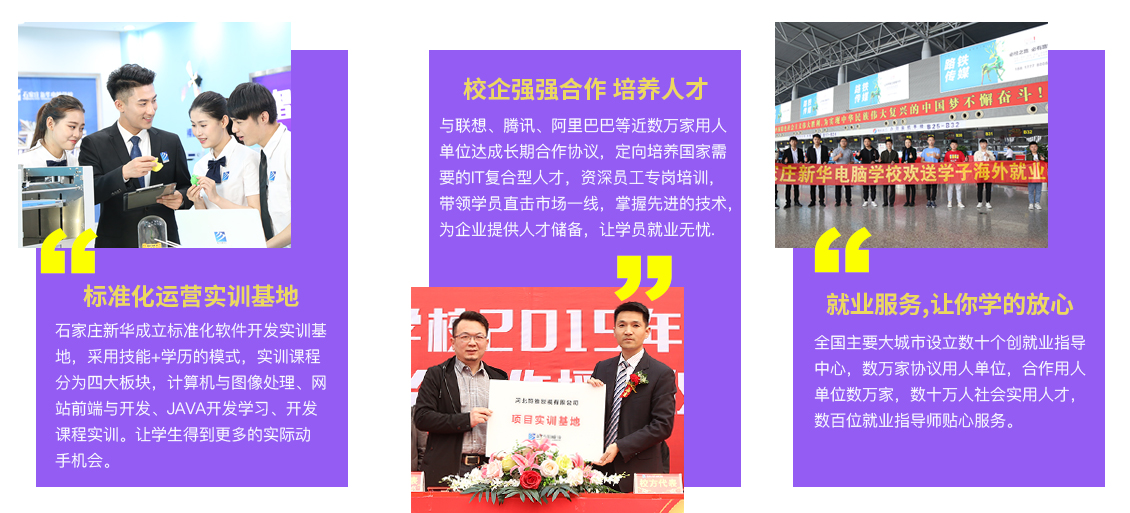 标准化运营实训基地
石家庄新华成立标准化软件开发实训基
地，采用技能+学历的模式，实训课程
分为四大板块，计算机与图像处理、网
站前端与开发、JAVA开发学习、开发
课程实训。让学生得到更多的实际动
手机会。
校企强强合作 培养人才
与联想、腾讯、阿里巴巴等近数万家用人
单位达成长期合作协议，定向培养国家需
要的IT复合型人才，资深员工专岗培训，
带领学员直击市场一线，掌握先进的技术，
为企业提供人才储备，让学员就业无忧.
学校2019年
项目实训基地
校方代表
路铁
传媒
路铁
传媒
为实现中华民族伟大复兴的中国梦不懈奋斗！
B25-B32
B31
B32
庄新华电脑学校欢送学子海外就业
就业服务,让你学的放心
全国主要大城市设立数十个创就业指导
中心，数万家协议用人单位，合作用人
单位数万家，数十万人社会实用人才，
数百位就业指导师贴心服务。